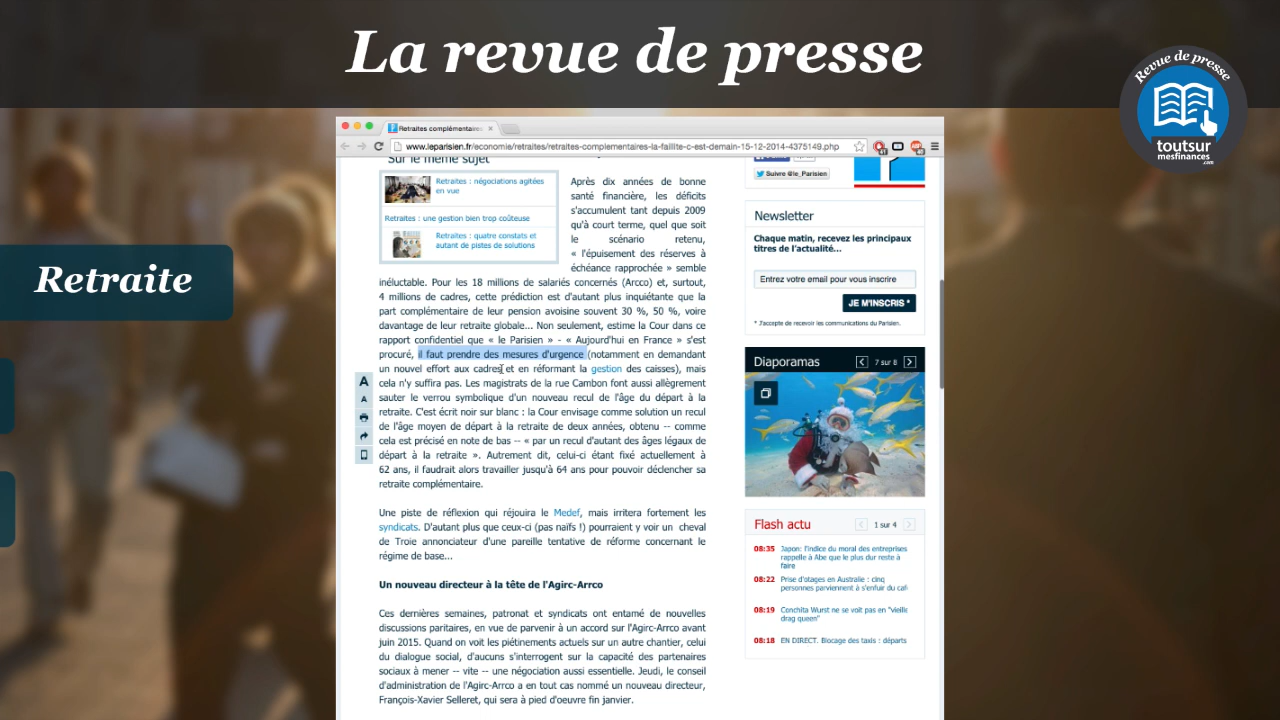 La revue de presse
Revue de presse
toutsur
mesfinances
.com
Retraite
Retraites complémentaires
www.leparisien.fr/economie/retraites/retraites-complementaires-la-faillite-c-est-demain-15-12-2014-4375149.php
Sur le même sujet
Retraites : négociations agitées
en vue
Retraites : une gestion bien trop coûteuse
Retraites : quatre constats et
autant de pistes de solutions
Après dix années de bonne
santé financière, les déficits
s'accumulent tant depuis 2009
qu'à court terme, quel que soit
le scénario retenu,
« l'épuisement des réserves à
échéance rapprochée » semble
inéluctable. Pour les 18 millions de salariés concernés (Arcco) et, surtout,
4 millions de cadres, cette prédiction est d'autant plus inquiétante que la
part complémentaire de leur pension avoisine souvent 30 %, 50 %, voire
davantage de leur retraite globale... Non seulement, estime la Cour dans ce
rapport confidentiel que « le Parisien » - « Aujourd'hui en France » s'est
procuré, il faut prendre des mesures d'urgence (notamment en demandant
un nouvel effort aux cadres et en réformant la gestion des caisses), mais
cela n'y suffira pas. Les magistrats de la rue Cambon font aussi allègrement
sauter le verrou symbolique d'un nouveau recul de l'âge du départ à la
retraite. C'est écrit noir sur blanc : la Cour envisage comme solution un recul
de l'âge moyen de départ à la retraite de deux années, obtenu -- comme
cela est précisé en note de bas -- « par un recul d'autant des âges légaux de
départ à la retraite ». Autrement dit, celui-ci étant fixé actuellement à
62 ans, il faudrait alors travailler jusqu'à 64 ans pour pouvoir déclencher sa
retraite complémentaire.
Une piste de réflexion qui réjouira le Medef, mais irritera fortement les
syndicats. D'autant plus que ceux-ci (pas naïfs !) pourraient y voir un cheval
de Troie annonciateur d'une pareille tentative de réforme concernant le
régime de base...
Un nouveau directeur à la tête de l'Agirc-Arrco
Ces dernières semaines, patronat et syndicats ont entamé de nouvelles
discussions paritaires, en vue de parvenir à un accord sur l'Agirc-Arrco avant
juin 2015. Quand on voit les piétinements actuels sur un autre chantier, celui
du dialogue social, d'aucuns s'interrogent sur la capacité des partenaires
sociaux à mener -- vite -- une négociation aussi essentielle. Jeudi, le conseil
d'administration de l'Agirc-Arrco a en tout cas nommé un nouveau directeur,
François-Xavier Selleret, qui sera à pied d'oeuvre fin janvier.
A
A
Suivre @le_Parisien
Newsletter
Chaque matin, recevez les principaux
titres de l'actualité...
Entrez votre email pour vous inscrire
JE M'INSCRIS *
* J'accepte de recevoir les communications du Parisien.
Diaporamas
7 sur 8
Flash actu
1 sur 4
08:35 Japon: l'indice du moral des entreprises
rappelle à Abe que le plus dur reste à
faire
08:22 Prise d'otages en Australie : cinq
personnes parviennent à s'enfuir du caf
08:19 Conchita Wurst ne se voit pas en "vieille
drag queen"
08:18 EN DIRECT. Blocage des taxis : départs